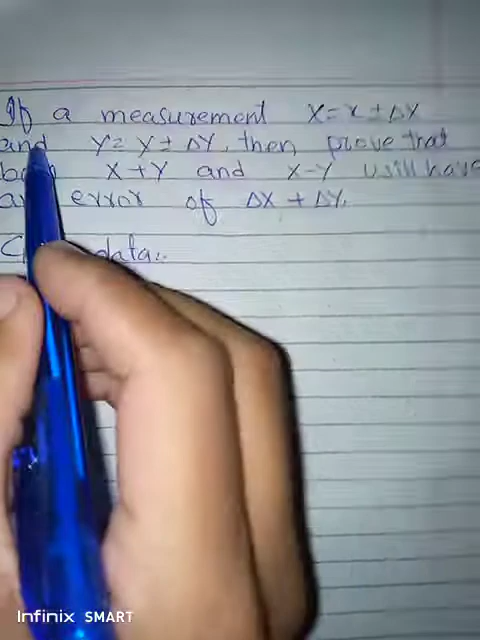 If a measurement X = x ± ΔX
and Y = Y ± ΔY, then prove that
X + Y and X - Y will have
error of ΔX + ΔY.
data:-
Infinix SMART